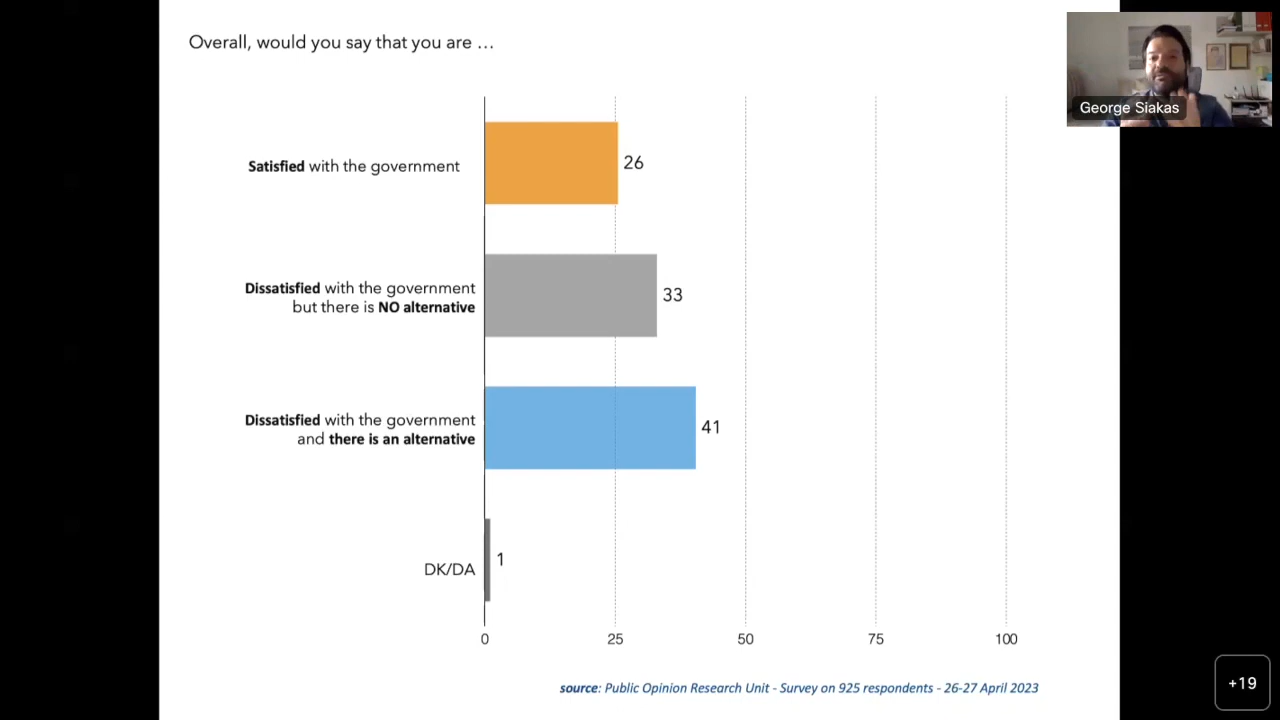 Overall, would you say that you are …
George Siakas
Satisfied with the government
26
Dissatisfied with the government
but there is NO alternative
33
Dissatisfied with the government
and there is an alternative
41
DK/DA
1
0 25 50 75 100
source: Public Opinion Research Unit - Survey on 925 respondents - 26-27 April 2023
+19